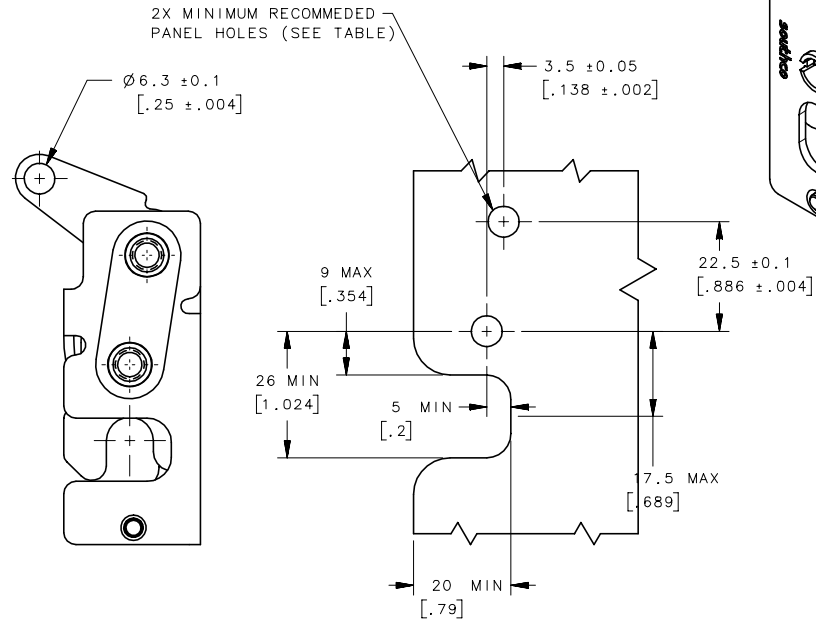 2X MINIMUM RECOMMEDED
PANEL HOLES (SEE TABLE)
Ø6.3 ±0.1
[.25 ±.004]
3.5 ±0.05
[.138 ±.002]
southco
9 MAX
[.354]
22.5 ±0.1
[.886 ±.004]
26 MIN
[1.024]
5 MIN
[.2]
17.5 MAX
[.689]
20 MIN
[.79]